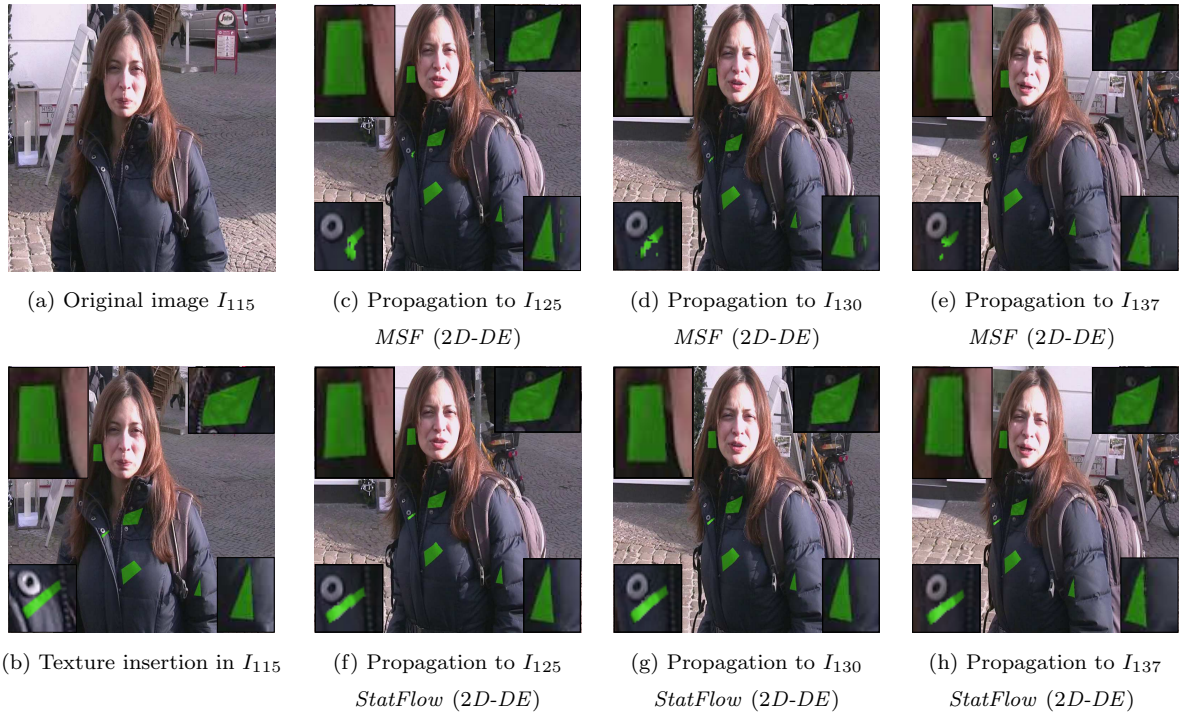 (a) Original image I115
(c) Propagation to I125
MSF (2D-DE)
(d) Propagation to I130
MSF (2D-DE)
(e) Propagation to I137
MSF (2D-DE)
(b) Texture insertion in I115
(f) Propagation to I125
StatFlow (2D-DE)
(g) Propagation to I130
StatFlow (2D-DE)
(h) Propagation to I137
StatFlow (2D-DE)